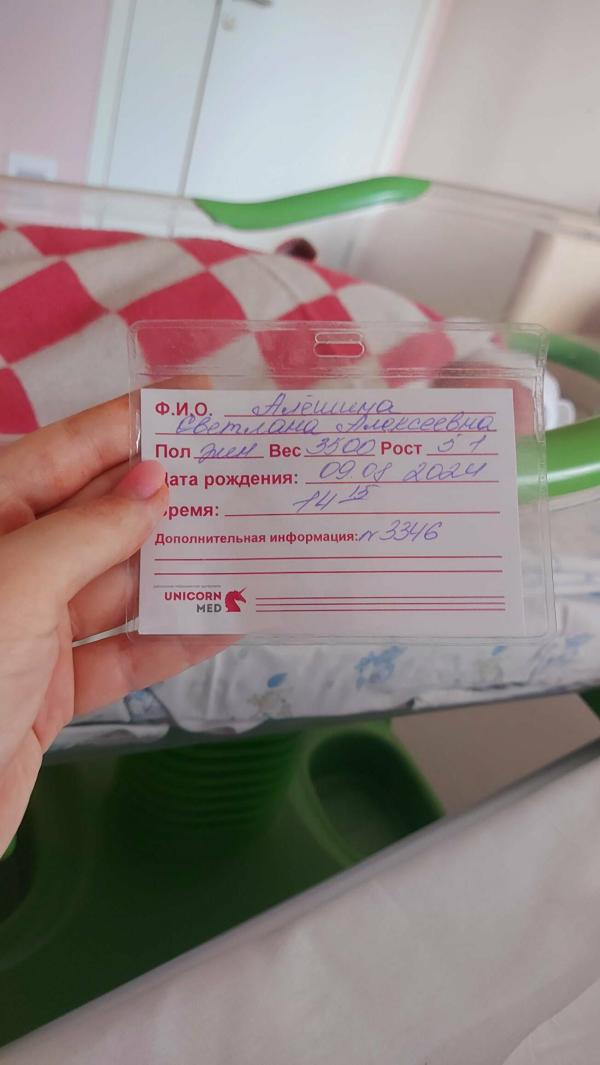 Ф.И.О. Алёшина
Светлана Алексеевна
Пол жен Вес 3500 Рост 51
Дата рождения: 09.08 2024
Время: 14 15
Дополнительная информация: N 3346
UNICORN
MED